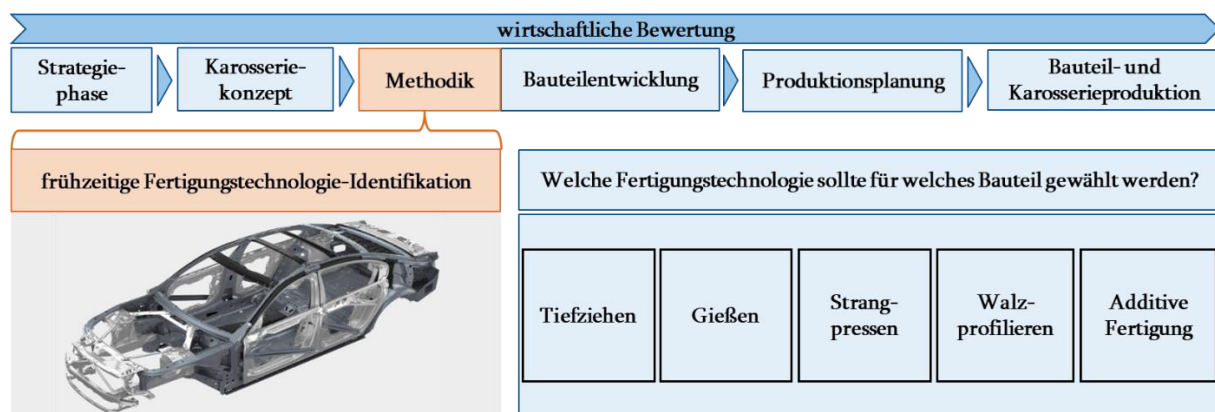 wirtschaftliche Bewertung
Strategie-
phase
Karosserie-
konzept
Methodik
Bauteilentwicklung
Produktionsplanung
Bauteil- und
Karosserieproduktion
frühzeitige Fertigungstechnologie-Identifikation
Welche Fertigungstechnologie sollte für welches Bauteil gewählt werden?
Tiefziehen
Gießen
Strang-
pressen
Walz-
profilieren
Additive
Fertigung